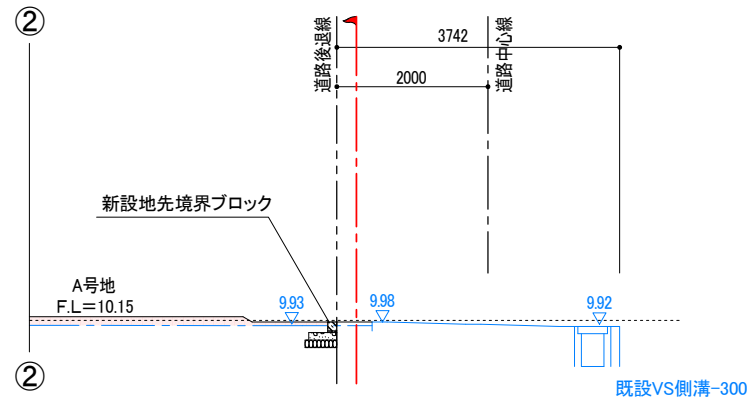 ②
道路後退線
道路中心線
3742
2000
新設地先境界ブロック
A号地
F.L=10.15
9.93
9.98
9.92
②
既設VS側溝-300